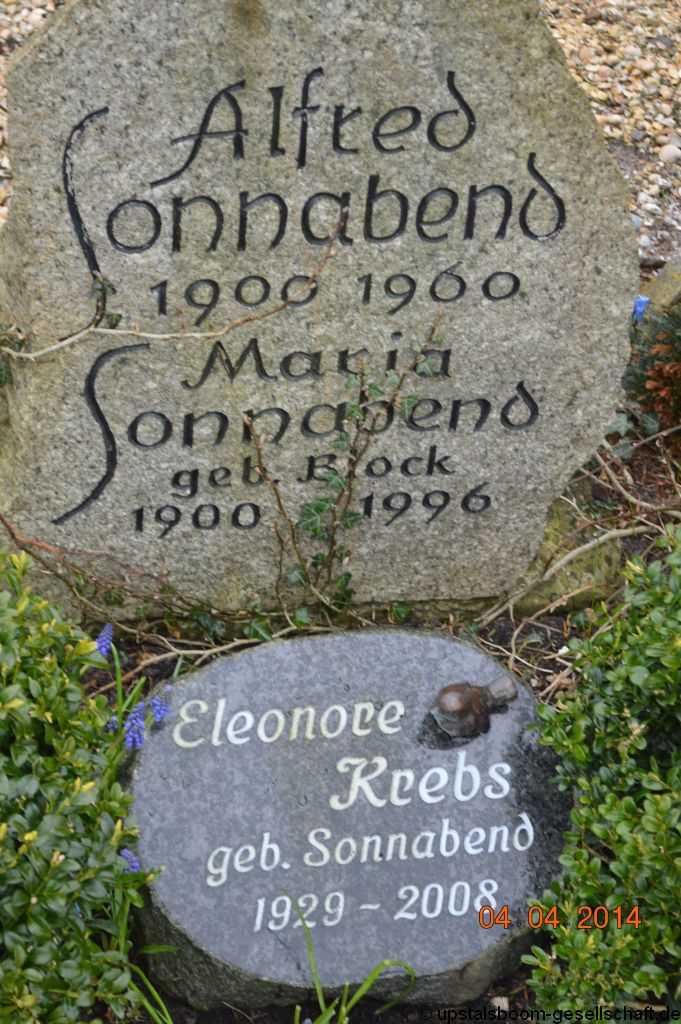 Alfred
Sonnabend
1900 1960
Maria
Sonnabend
geb. Brock
1900 1996
Eleonore
Krebs
geb. Sonnabend
1929 - 2008
04 04 2014
© upstalsboom-gesellschaft.de